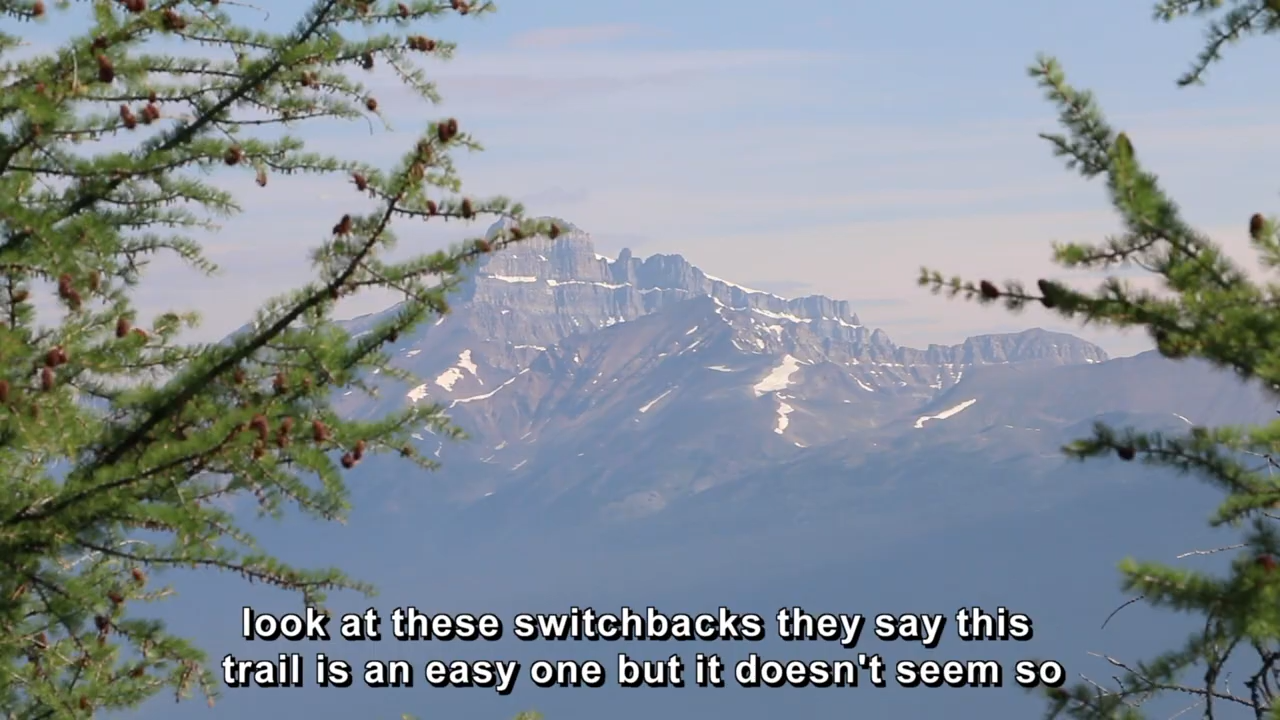 look at these switchbacks they say this
trail is an easy one but it doesn't seem so